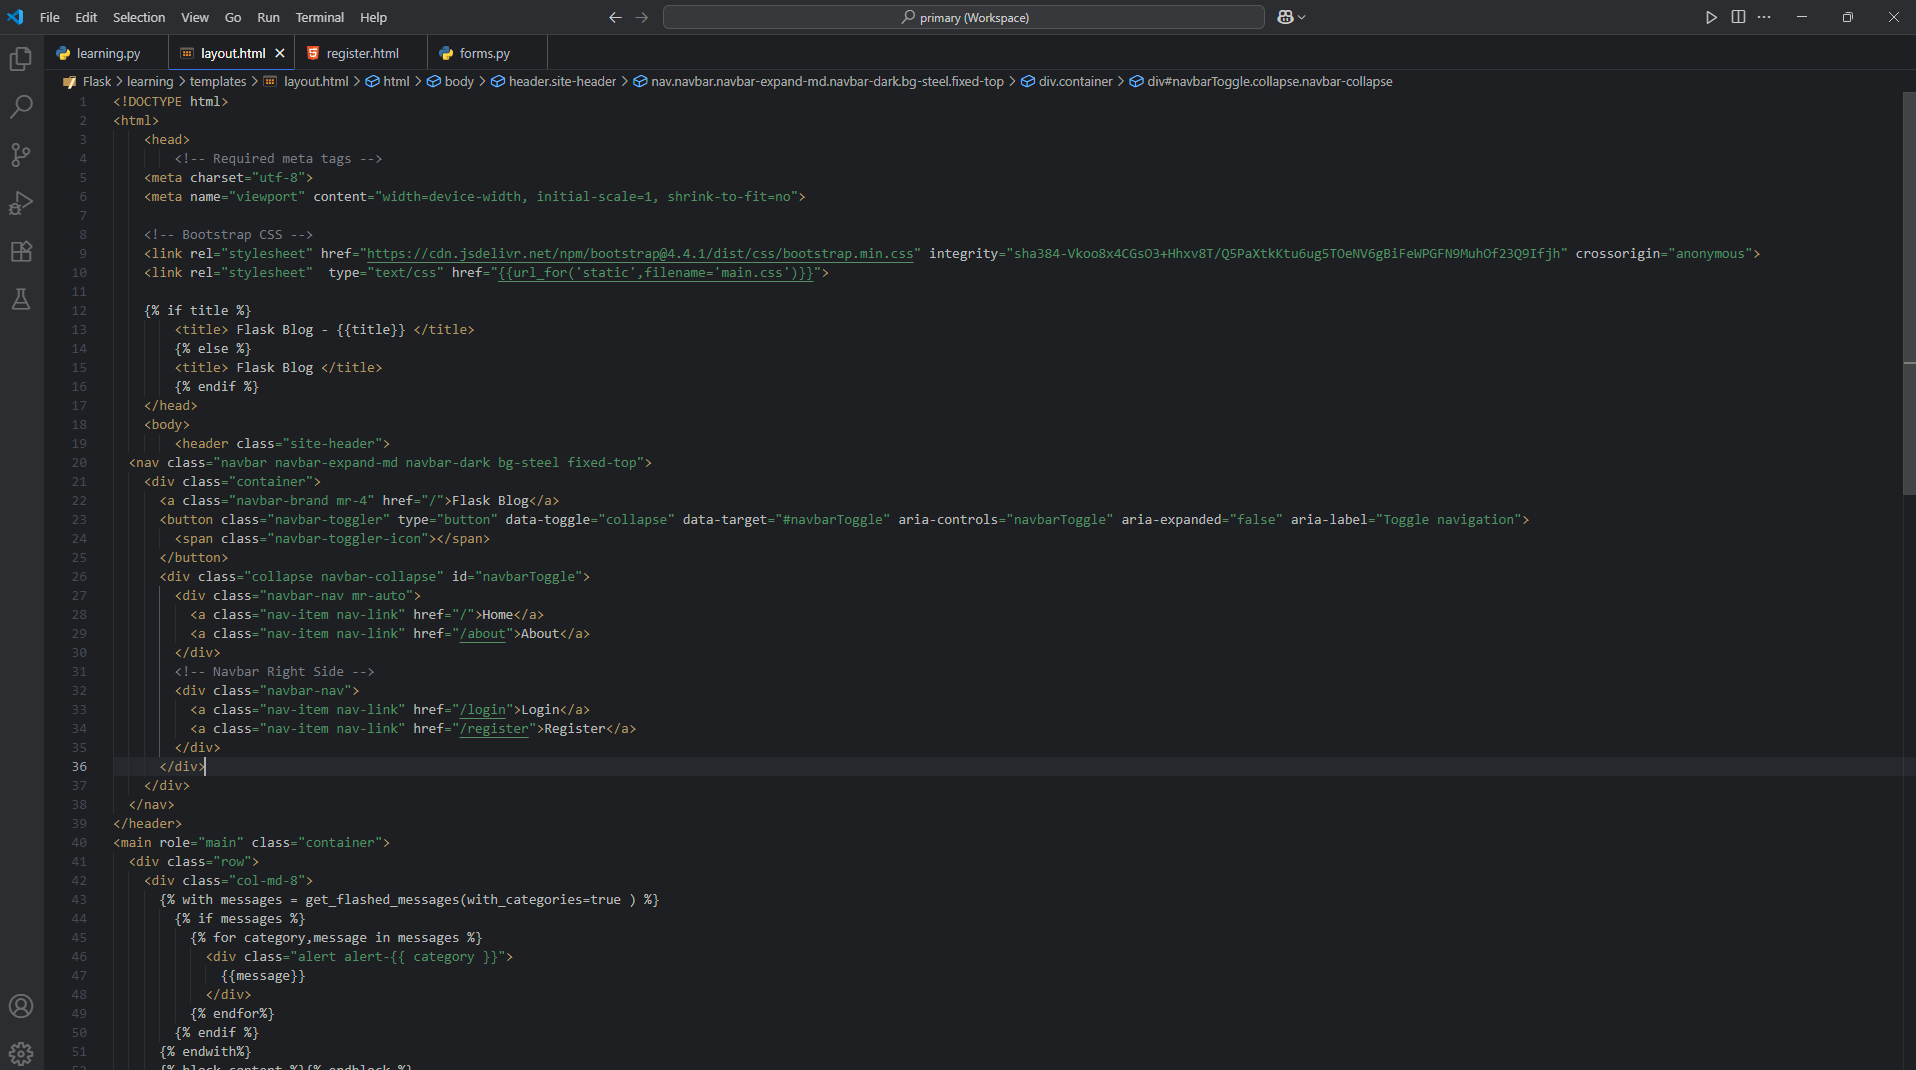 File Edit Selection View Go Run Terminal Help
primary (Workspace)
learning.py layout.html register.html forms.py
Flask > learning > templates > layout.html > html > body > header.site-header > nav.navbar.navbar-expand-md.navbar-dark.bg-steel.fixed-top > div.container > div#navbarToggle.collapse.navbar-collapse
1 <!DOCTYPE html>
2 <html>
3 <head>
4 <!-- Required meta tags -->
5 <meta charset="utf-8">
6 <meta name="viewport" content="width=device-width, initial-scale=1, shrink-to-fit=no">
7
8 <!-- Bootstrap CSS -->
9 <link rel="stylesheet" href="https://cdn.jsdelivr.net/npm/bootstrap@4.4.1/dist/css/bootstrap.min.css" integrity="sha384-Vkoo8x4CGsO3+Hhxv8T/Q5PaXtkKtu6ug5TOeNV6gBiFeWPGFN9MuhOf23Q9Ifjh" crossorigin="anonymous">
10 <link rel="stylesheet"  type="text/css" href="{{url_for('static',filename='main.css')}}">
11
12 {% if title %}
13 <title> Flask Blog - {{title}} </title>
14 {% else %}
15 <title> Flask Blog </title>
16 {% endif %}
17 </head>
18 <body>
19 <header class="site-header">
20 <nav class="navbar navbar-expand-md navbar-dark bg-steel fixed-top">
21 <div class="container">
22 <a class="navbar-brand mr-4" href="/">Flask Blog</a>
23 <button class="navbar-toggler" type="button" data-toggle="collapse" data-target="#navbarToggle" aria-controls="navbarToggle" aria-expanded="false" aria-label="Toggle navigation">
24 <span class="navbar-toggler-icon"></span>
25 </button>
26 <div class="collapse navbar-collapse" id="navbarToggle">
27 <div class="navbar-nav mr-auto">
28 <a class="nav-item nav-link" href="/">Home</a>
29 <a class="nav-item nav-link" href="/about">About</a>
30 </div>
31 <!-- Navbar Right Side -->
32 <div class="navbar-nav">
33 <a class="nav-item nav-link" href="/login">Login</a>
34 <a class="nav-item nav-link" href="/register">Register</a>
35 </div>
36 </div>
37 </div>
38 </nav>
39 </header>
40 <main role="main" class="container">
41 <div class="row">
42 <div class="col-md-8">
43 {% with messages = get_flashed_messages(with_categories=true ) %}
44 {% if messages %}
45 {% for category,message in messages %}
46 <div class="alert alert-{{ category }}">
47 {{message}}
48 </div>
49 {% endfor%}
50 {% endif %}
51 {% endwith%}
52 {% block content %}{% endblock %}